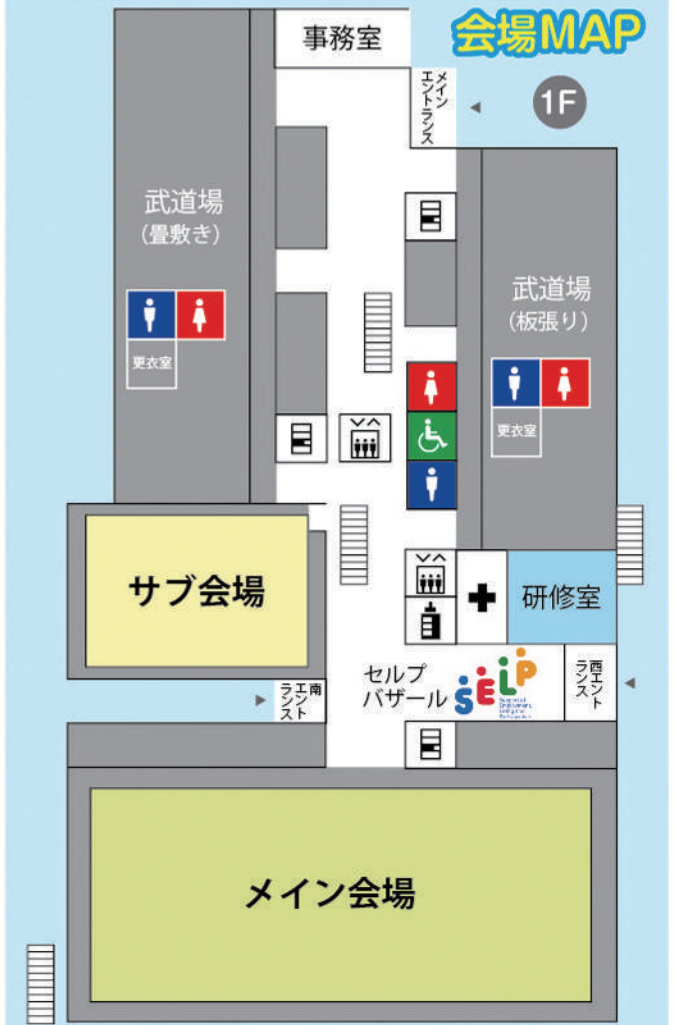 会場MAP
事務室
メイン
エントランス
1F
武道場
(畳敷き)
更衣室
武道場
(板張り)
更衣室
サブ会場
研修室
南
エント
ランス
セルプ
バザール
SELP
西エント
ランス
メイン会場